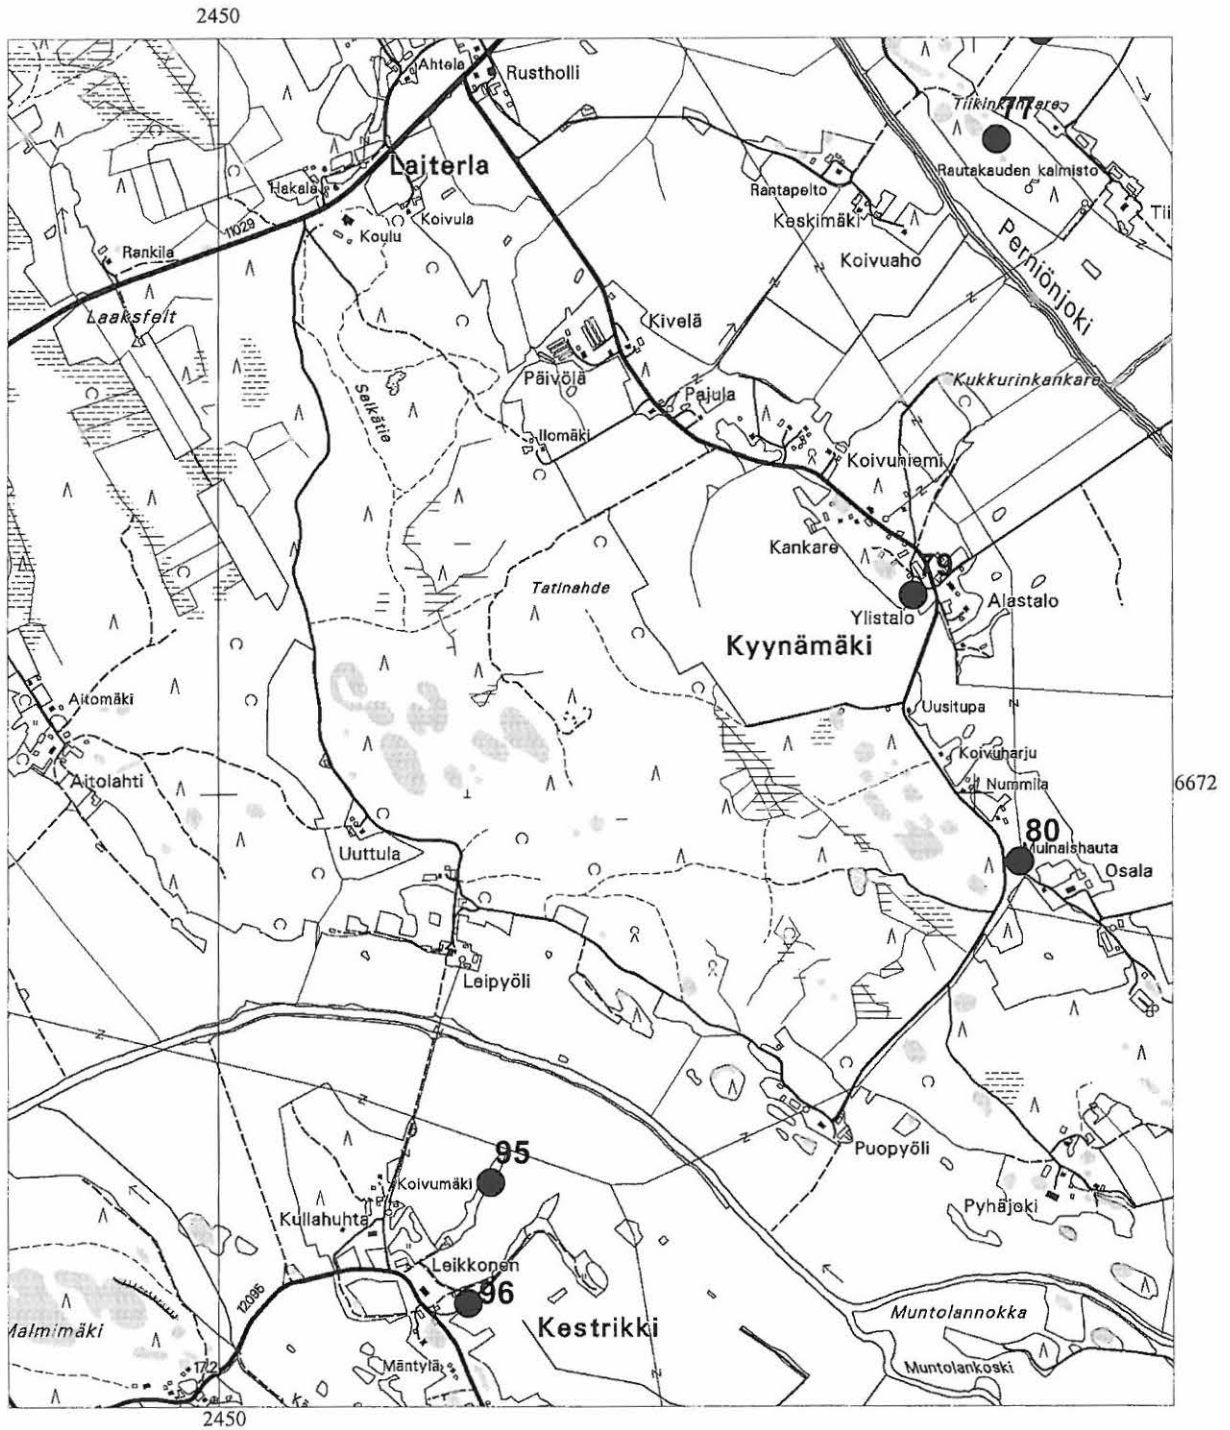 2450
Ahtela
Rustholli
Tiikinkankare
77
Rautakauden kalmisto
Laiterla
Hakala
Koivula
Rantapelto
Keskimäki
Tii
Koulu
11029
Rankila
Koivuaho
Perniönjoki
Laaksfelt
Kivelä
Päivölä
Kukkurinkankare
Salkätie
Pajula
Ilomäki
Koivuniemi
Kankare
79
Tatinahde
Ylistalo
Alastalo
Kyynämäki
Aitomäki
Uusitupa
Koivuharju
Aitolahti
Nummila
6672
80
Muinaishauta
Uuttula
Osala
Leipyöli
Puopyöli
95
Koivumäki
Kullahuhta
Pyhäjoki
Leikkonen
12086
96
Muntolannokka
Malmimäki
Kestrikki
172
Mäntylä
Muntolankoski
2450